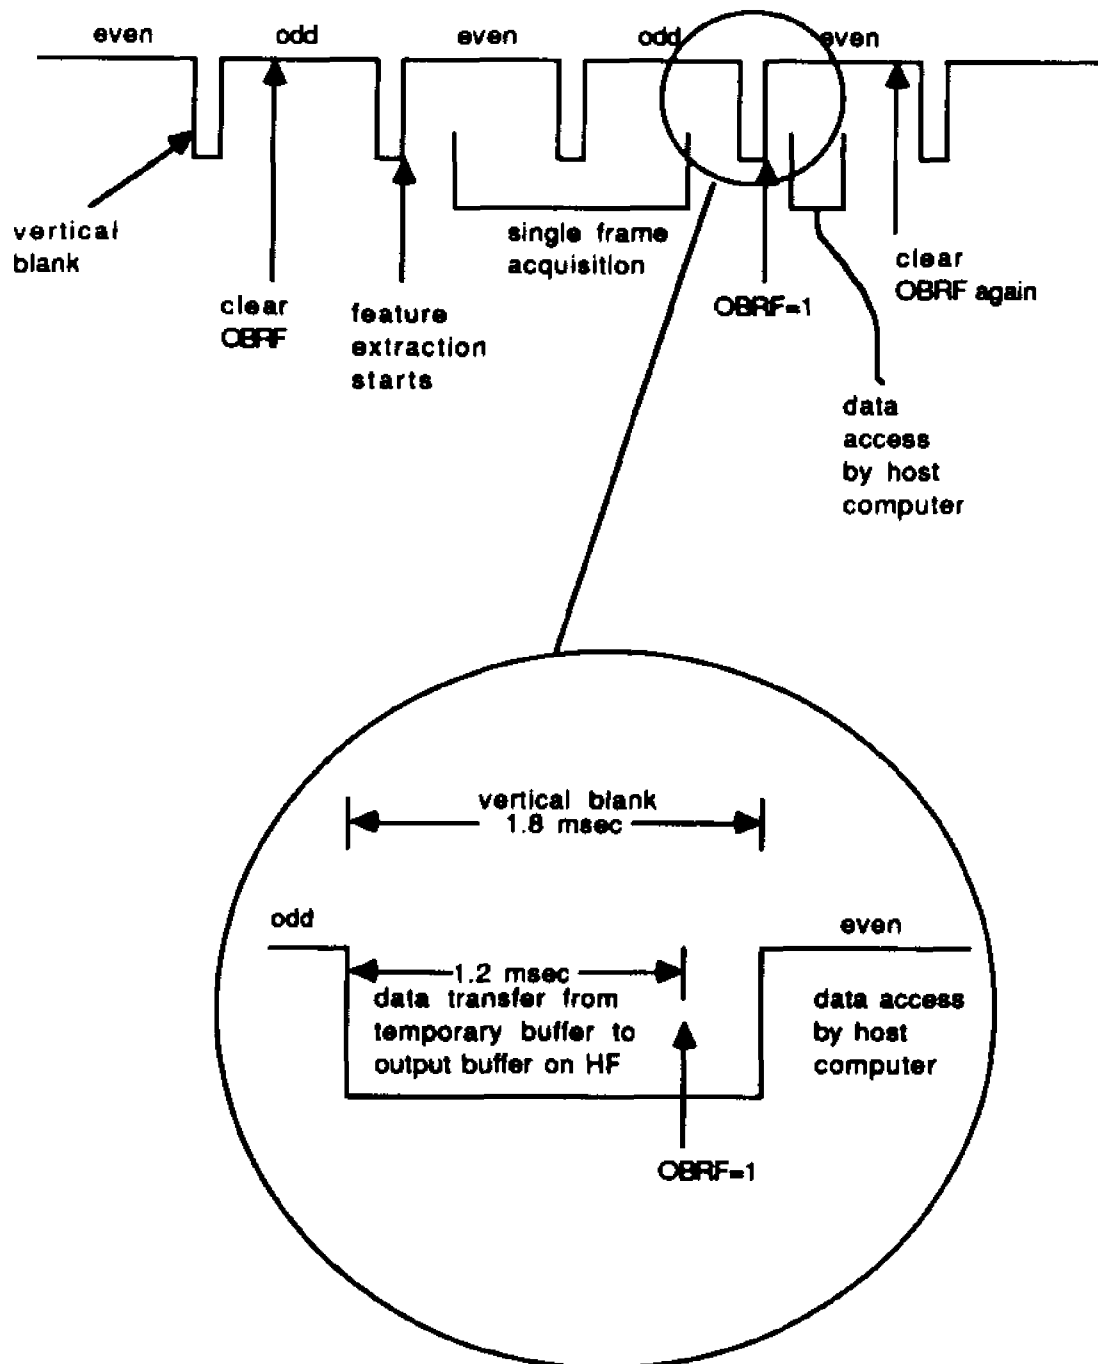 even odd even odd even
vertical
blank
clear
OBRF
feature
extraction
starts
single frame
acquisition
OBRF=1
clear
OBRF again
data
access
by host
computer
vertical blank
1.8 msec
odd
even
1.2 msec
data transfer from
temporary buffer to
output buffer on HF
data access
by host
computer
OBRF=1